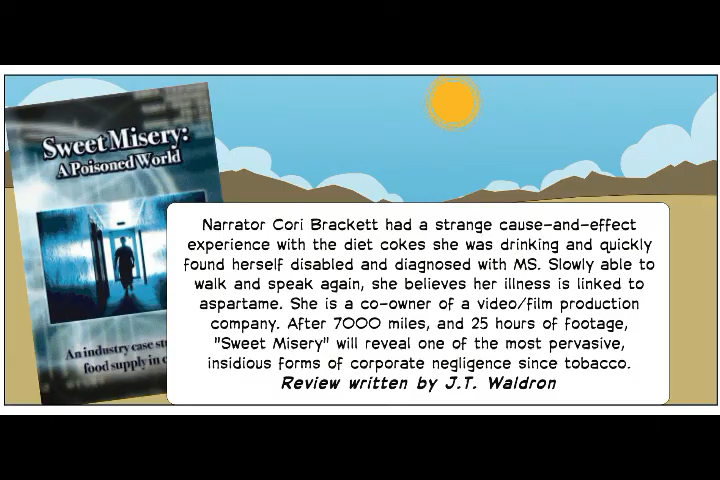 Sweet Misery:
A Poisoned World
An industry case
food supply in
Narrator Cori Brackett had a strange cause-and-effect
experience with the diet cokes she was drinking and quickly
found herself disabled and diagnosed with MS. Slowly able to
walk and speak again, she believes her illness is linked to
aspartame. She is a co-owner of a video/film production
company. After 7000 miles, and 25 hours of footage,
"Sweet Misery" will reveal one of the most pervasive,
insidious forms of corporate negligence since tobacco.
Review written by J.T. Waldron